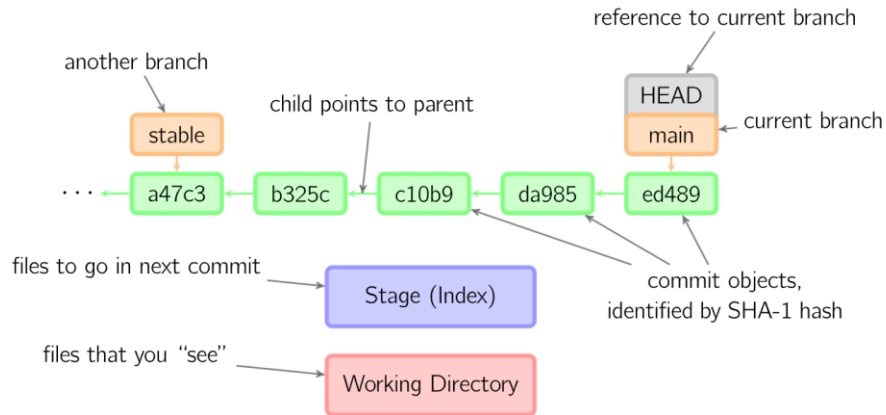 reference to current branch
another branch
HEAD
child points to parent
stable
main
current branch
· · ·
a47c3
b325c
c10b9
da985
ed489
files to go in next commit
Stage (Index)
commit objects,
identified by SHA-1 hash
files that you “see”
Working Directory